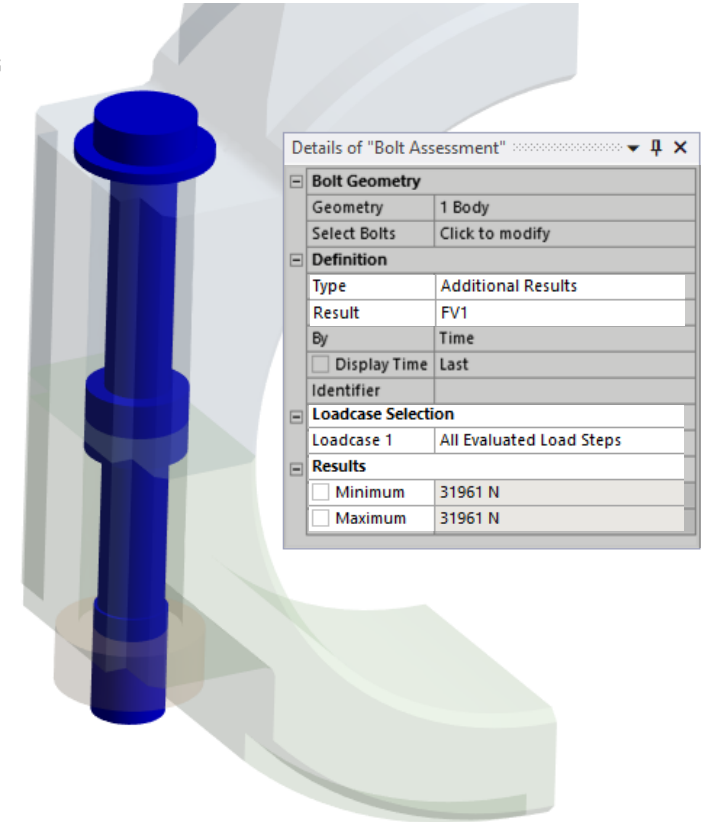 Details of "Bolt Assessment"
Bolt Geometry
Geometry 1 Body
Select Bolts Click to modify
Definition
Type Additional Results
Result FV1
By Time
Display Time Last
Identifier
Loadcase Selection
Loadcase 1 All Evaluated Load Steps
Results
Minimum 31961 N
Maximum 31961 N